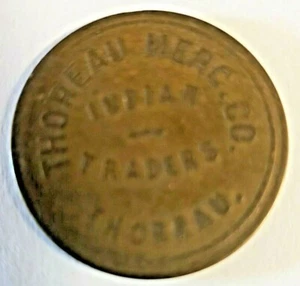 THOREAU MERC. CO.
INDIAN
TRADERS
THOREAU.